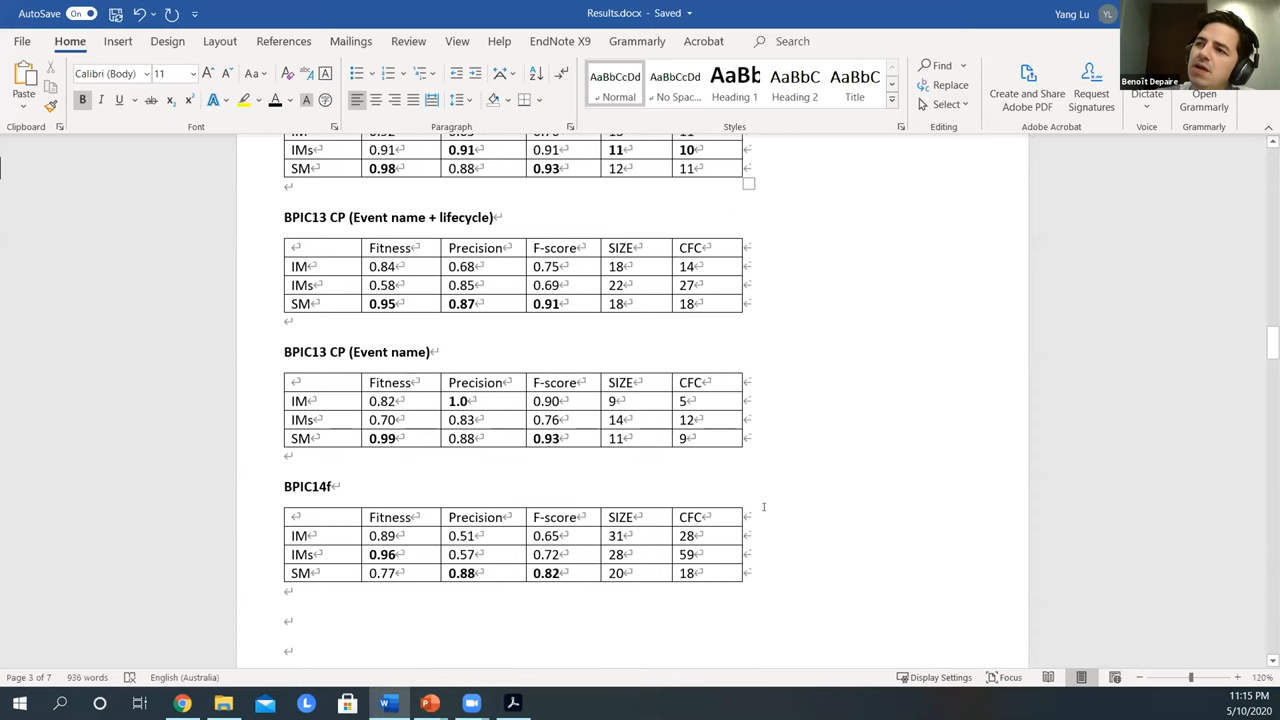 AutoSave On Results.docx - Saved Yang Lu YL
File Home Insert Design Layout References Mailings Review View Help EndNote X9 Grammarly Acrobat Search
Benoît Depaire
Paste Calibri (Body) 11 Aa AaBbCcDd AaBbCcDd AaBb AaBbC AaBbC Find Replace Select
Normal No Spac... Heading 1 Heading 2 Title
Create and Share Adobe PDF Request Signatures Dictate Open Grammarly
Clipboard Font Paragraph Styles Editing Adobe Acrobat Voice Grammarly
IMs 0.91 0.91 0.91 11 10
SM 0.98 0.88 0.93 12 11
BPIC13 CP (Event name + lifecycle)
Fitness Precision F-score SIZE CFC
IM 0.84 0.68 0.75 18 14
IMs 0.58 0.85 0.69 22 27
SM 0.95 0.87 0.91 18 18
BPIC13 CP (Event name)
Fitness Precision F-score SIZE CFC
IM 0.82 1.0 0.90 9 5
IMs 0.70 0.83 0.76 14 12
SM 0.99 0.88 0.93 11 9
BPIC14f
Fitness Precision F-score SIZE CFC
IM 0.89 0.51 0.65 31 28
IMs 0.96 0.57 0.72 28 59
SM 0.77 0.88 0.82 20 18
Page 3 of 7 936 words English (Australia) Display Settings Focus 120%
11:15 PM
5/10/2020